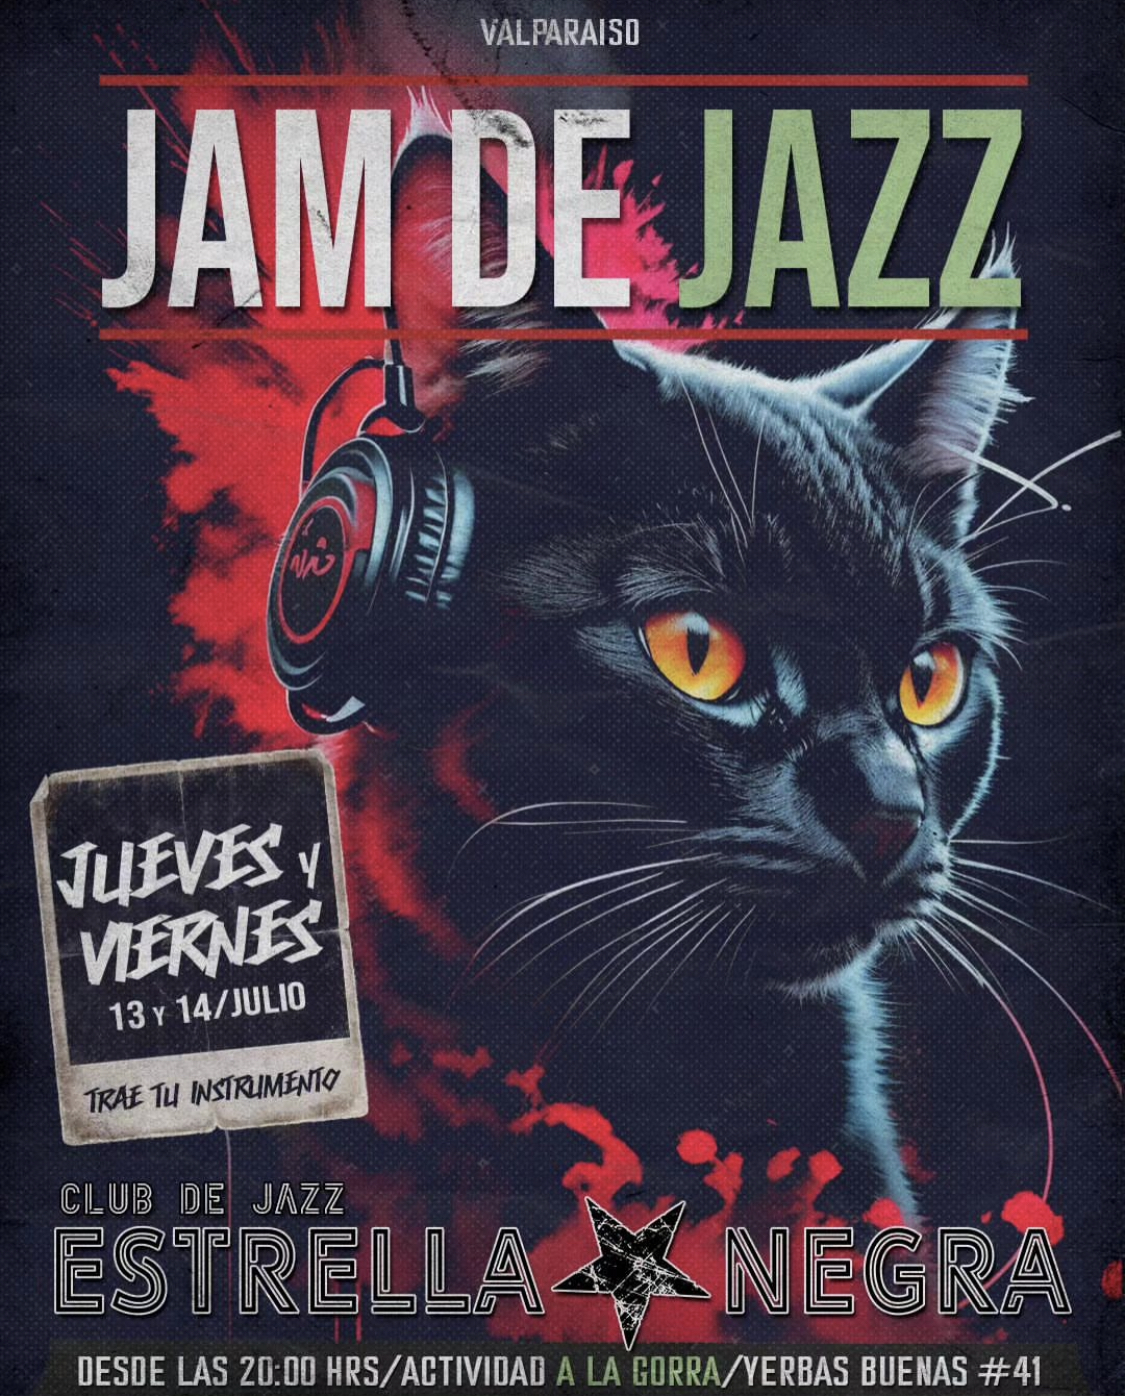 VALPARAISO
JAM DE JAZZ
JUEVES Y
VIERNES
13 Y 14/JULIO
TRAE TU INSTRUMENTO
CLUB DE JAZZ
ESTRELLA NEGRA
DESDE LAS 20:00 HRS/ACTIVIDAD A LA GORRA/YERBAS BUENAS #41